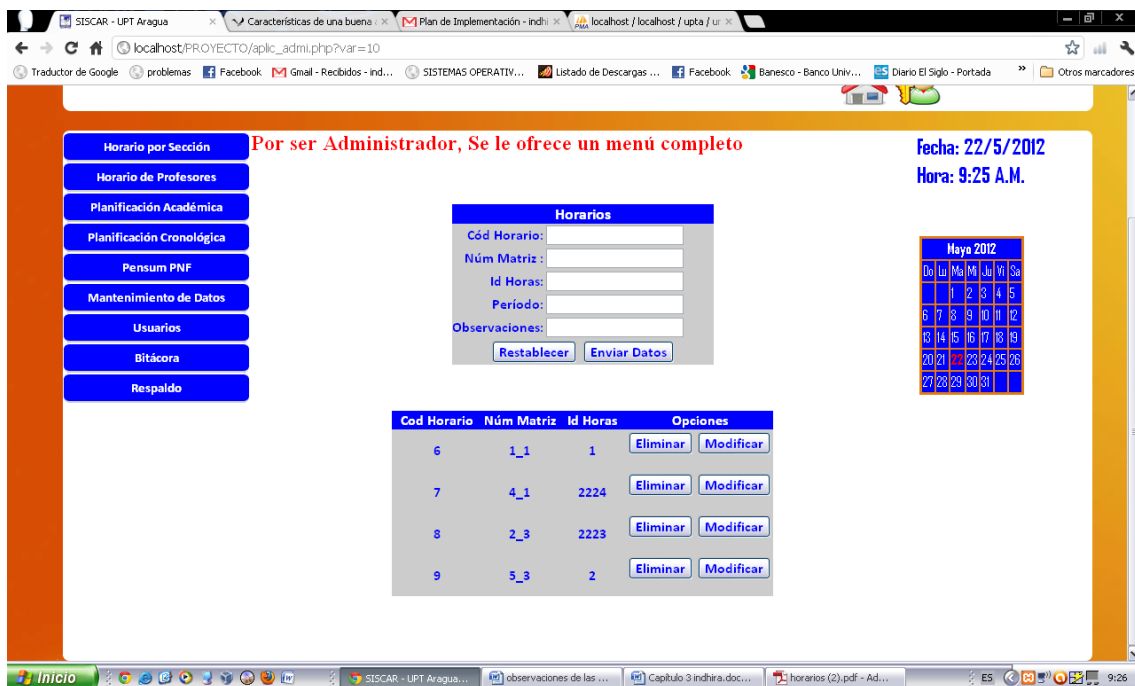 SISCAR - UPT Aragua
Características de una buena
Plan de Implementación - indhi
localhost / localhost / upta / ur
localhost/PROYECTO/aplic_admi.php?var=10
Traductor de Google
problemas
Facebook
Gmail - Recibidos - ind...
SISTEMAS OPERATIV...
Listado de Descargas ...
Facebook
Banesco - Banco Univ...
Diario El Siglo - Portada
»
Otros marcadores
Por ser Administrador, Se le ofrece un menú completo
Horario por Sección
Horario de Profesores
Planificación Académica
Planificación Cronológica
Pensum PNF
Mantenimiento de Datos
Usuarios
Bitácora
Respaldo
Fecha: 22/5/2012
Hora: 9:25 A.M.
Horarios
Cód Horario:
Núm Matriz :
Id Horas:
Período:
Observaciones:
Restablecer Enviar Datos
Mayo 2012
Do Lu Ma Mi Ju Vi Sa
1 2 3 4 5
6 7 8 9 10 11 12
13 14 15 16 17 18 19
20 21 22 23 24 25 26
27 28 29 30 31
Cod Horario Núm Matriz Id Horas Opciones
6 1_1 1 Eliminar Modificar
7 4_1 2224 Eliminar Modificar
8 2_3 2223 Eliminar Modificar
9 5_3 2 Eliminar Modificar
Inicio
SISCAR - UPT Aragua...
observaciones de las ...
Capítulo 3 indhira.doc...
horarios (2).pdf - Ad...
ES
9:26